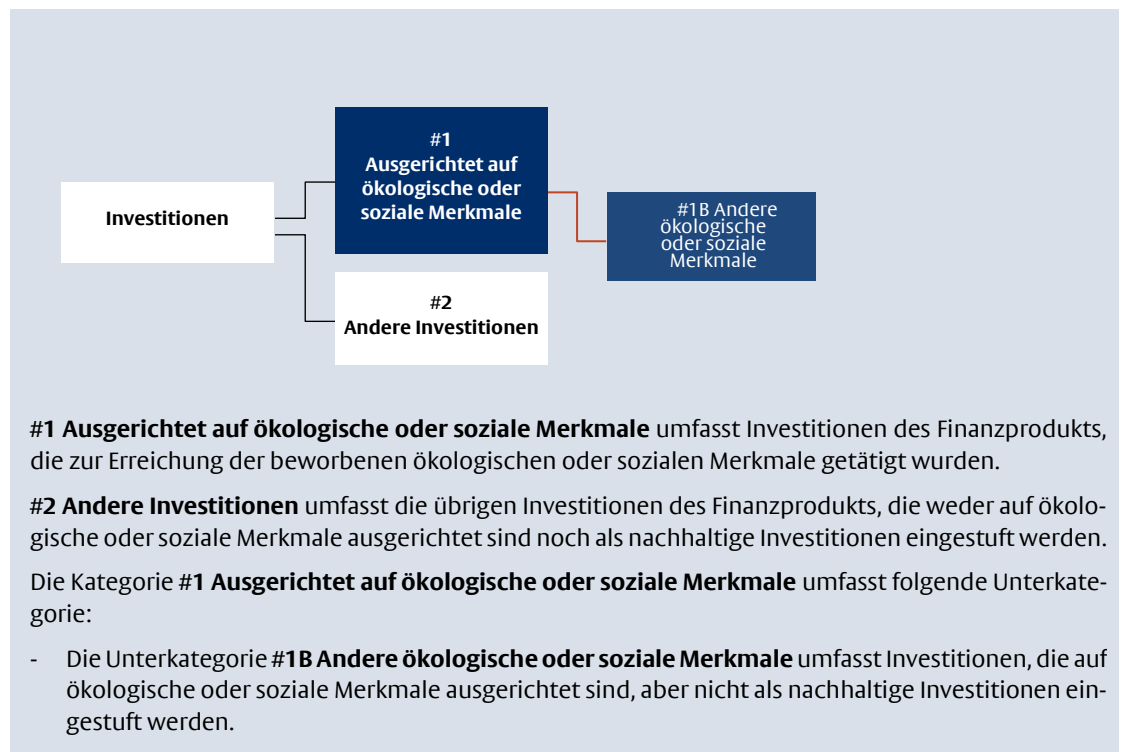 #1
Ausgerichtet auf
ökologische oder
soziale Merkmale
Investitionen
#1B Andere
ökologische
oder soziale
Merkmale
#2
Andere Investitionen
#1 Ausgerichtet auf ökologische oder soziale Merkmale umfasst Investitionen des Finanzprodukts,
die zur Erreichung der beworbenen ökologischen oder sozialen Merkmale getätigt wurden.
#2 Andere Investitionen umfasst die übrigen Investitionen des Finanzprodukts, die weder auf ökolo-
gische oder soziale Merkmale ausgerichtet sind noch als nachhaltige Investitionen eingestuft werden.
Die Kategorie #1 Ausgerichtet auf ökologische oder soziale Merkmale umfasst folgende Unterkate-
gorie:
- Die Unterkategorie #1B Andere ökologische oder soziale Merkmale umfasst Investitionen, die auf
ökologische oder soziale Merkmale ausgerichtet sind, aber nicht als nachhaltige Investitionen ein-
gestuft werden.